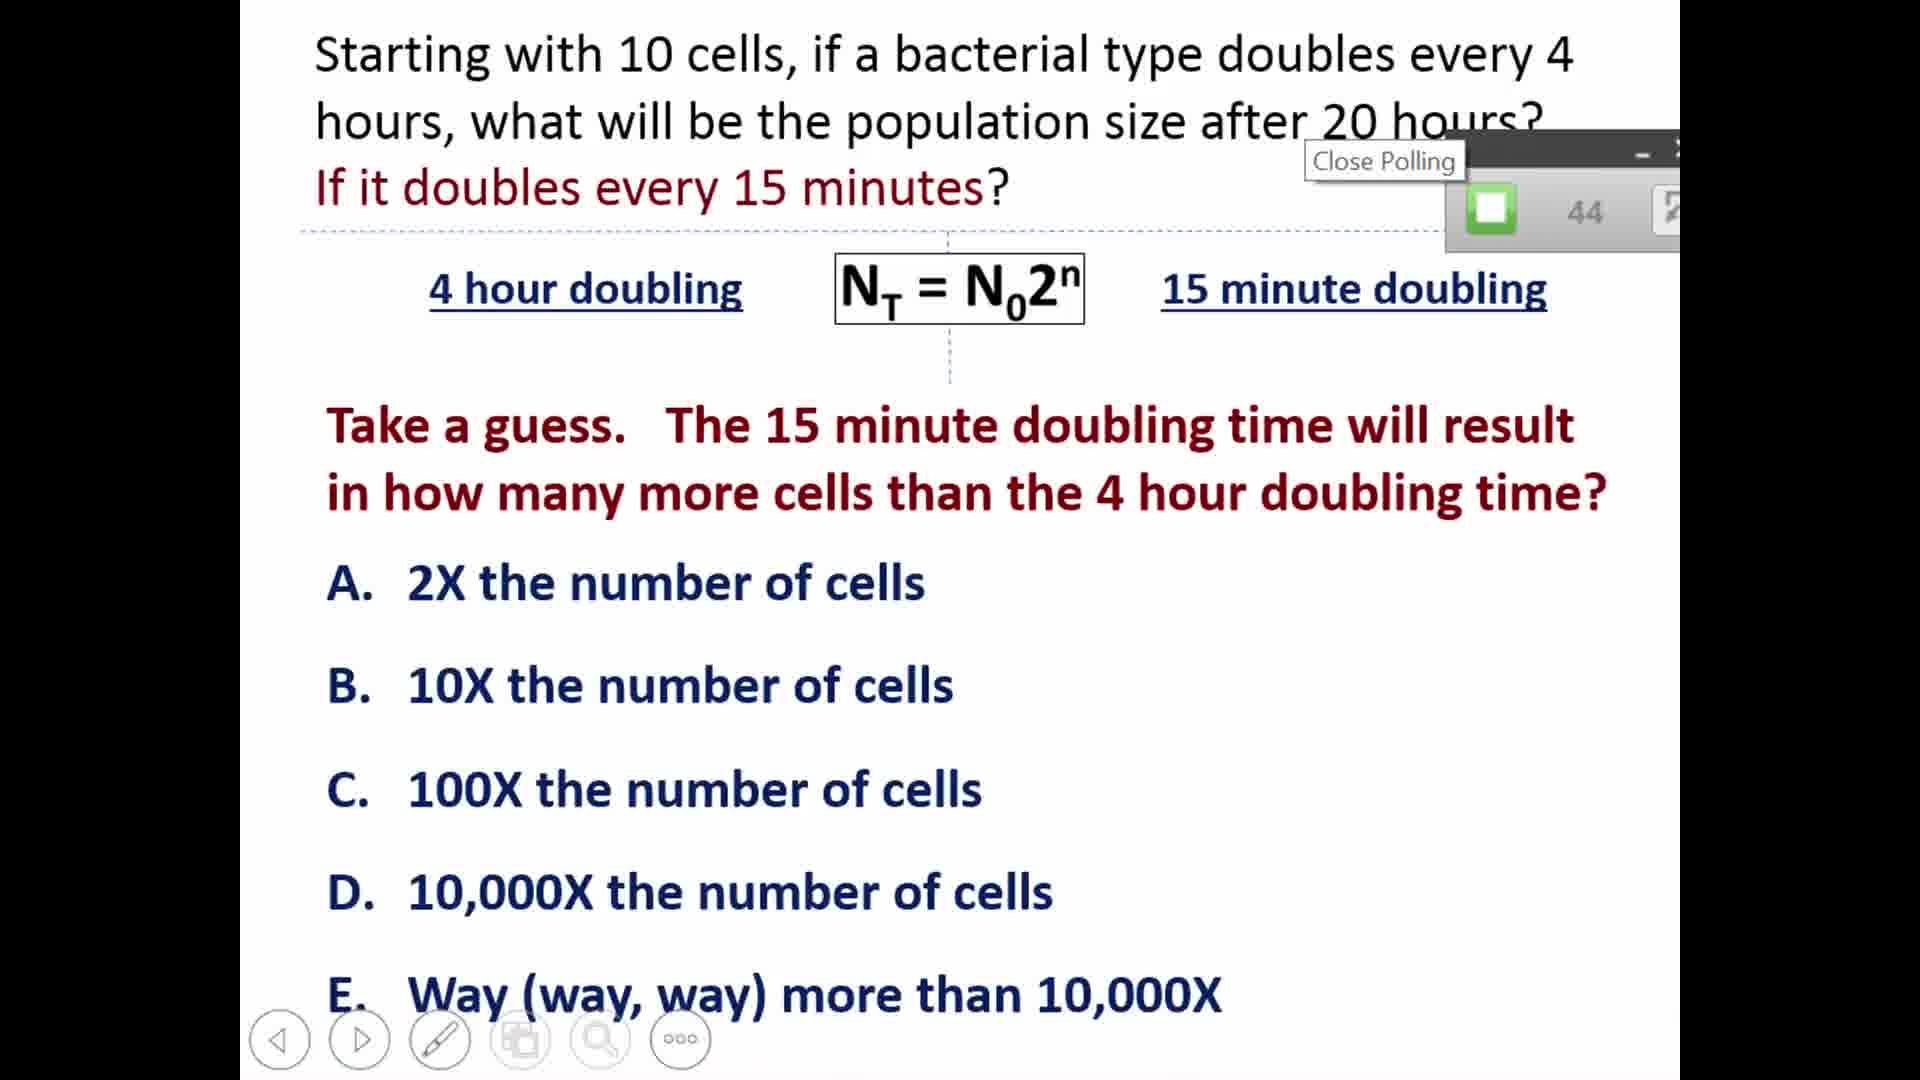 Starting with 10 cells, if a bacterial type doubles every 4
hours, what will be the population size after 20 hours?
If it doubles every 15 minutes?
Close Polling
44
4 hour doubling
N_T = N_0 2^n
15 minute doubling
Take a guess. The 15 minute doubling time will result
in how many more cells than the 4 hour doubling time?
A. 2X the number of cells
B. 10X the number of cells
C. 100X the number of cells
D. 10,000X the number of cells
E. Way (way, way) more than 10,000X